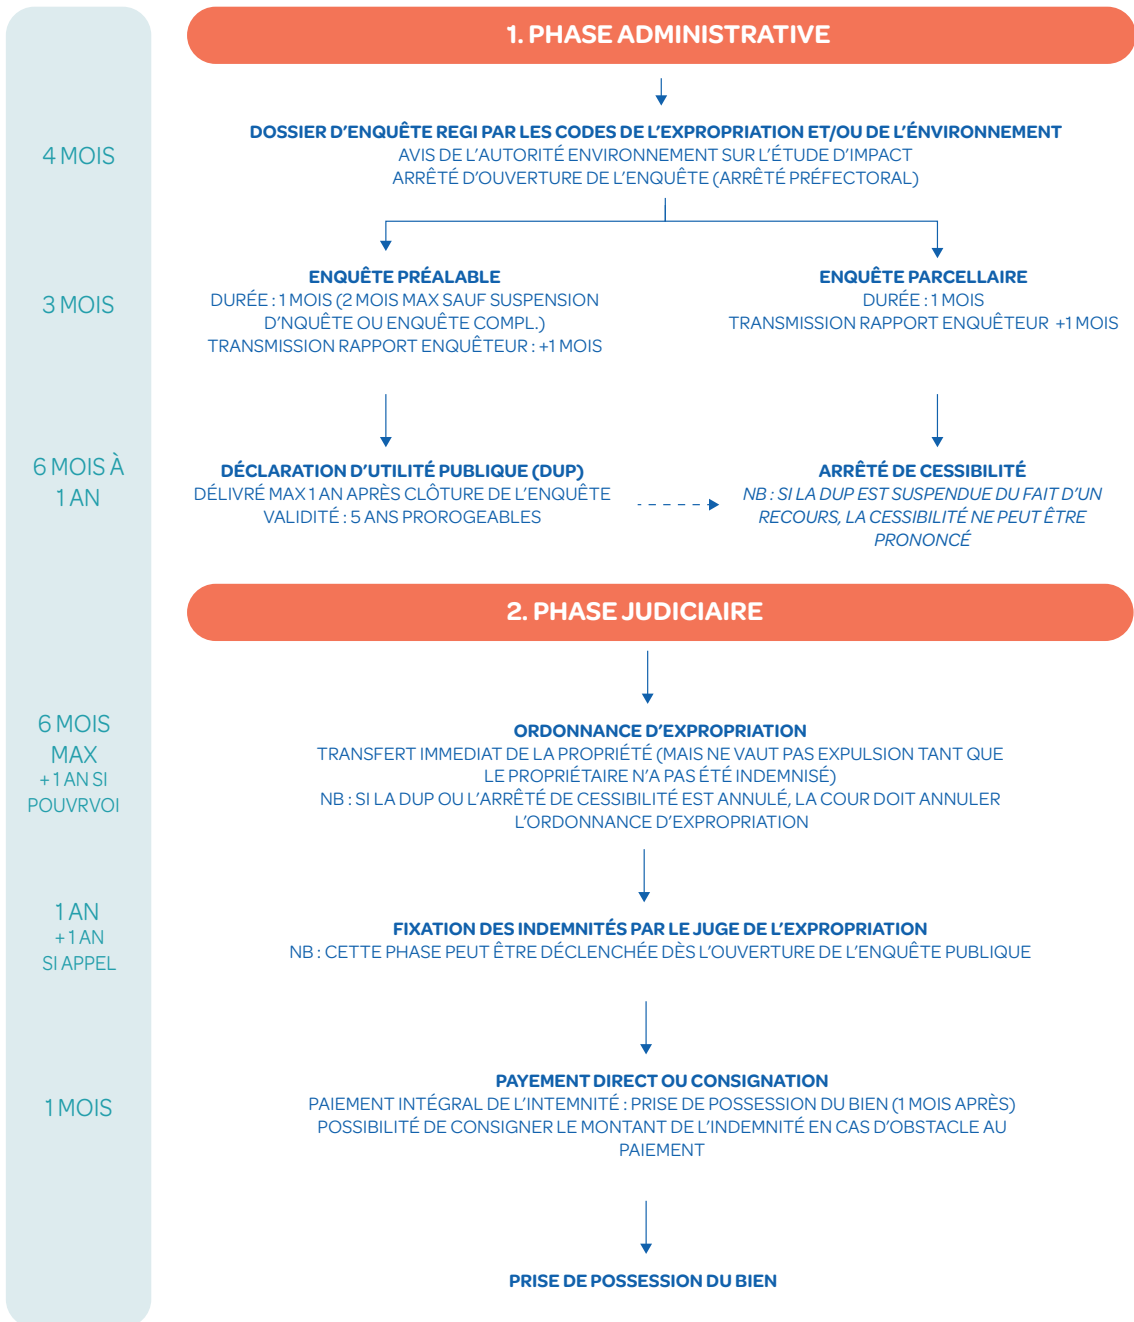 1. PHASE ADMINISTRATIVE
4 MOIS
DOSSIER D'ENQUÊTE REGI PAR LES CODES DE L'EXPROPRIATION ET/OU DE L'ÉNVIRONNEMENT
AVIS DE L'AUTORITÉ ENVIRONNEMENT SUR L'ÉTUDE D'IMPACT
ARRÊTÉ D'OUVERTURE DE L'ENQUÊTE (ARRÊTÉ PRÉFECTORAL)
3 MOIS
ENQUÊTE PRÉALABLE
DURÉE : 1 MOIS (2 MOIS MAX SAUF SUSPENSION
D'NQUÊTE OU ENQUÊTE COMPL.)
TRANSMISSION RAPPORT ENQUÊTEUR : +1 MOIS
ENQUÊTE PARCELLAIRE
DURÉE : 1 MOIS
TRANSMISSION RAPPORT ENQUÊTEUR +1 MOIS
6 MOIS À
1 AN
DÉCLARATION D'UTILITÉ PUBLIQUE (DUP)
DÉLIVRÉ MAX 1 AN APRÈS CLÔTURE DE L'ENQUÊTE
VALIDITÉ : 5 ANS PROROGEABLES
ARRÊTÉ DE CESSIBILITÉ
NB : SI LA DUP EST SUSPENDUE DU FAIT D'UN
RECOURS, LA CESSIBILITÉ NE PEUT ÊTRE
PRONONCÉ
2. PHASE JUDICIAIRE
6 MOIS
MAX
+ 1 AN SI
POUVRVOI
ORDONNANCE D'EXPROPRIATION
TRANSFERT IMMEDIAT DE LA PROPRIÉTÉ (MAIS NE VAUT PAS EXPULSION TANT QUE
LE PROPRIÉTAIRE N'A PAS ÉTÉ INDEMNISÉ)
NB : SI LA DUP OU L'ARRÊTÉ DE CESSIBILITÉ EST ANNULÉ, LA COUR DOIT ANNULER
L'ORDONNANCE D'EXPROPRIATION
1 AN
+ 1 AN
SI APPEL
FIXATION DES INDEMNITÉS PAR LE JUGE DE L'EXPROPRIATION
NB : CETTE PHASE PEUT ÊTRE DÉCLENCHÉE DÈS L'OUVERTURE DE L'ENQUÊTE PUBLIQUE
1 MOIS
PAYEMENT DIRECT OU CONSIGNATION
PAIEMENT INTÉGRAL DE L'INTEMNITÉ : PRISE DE POSSESSION DU BIEN (1 MOIS APRÈS)
POSSIBILITÉ DE CONSIGNER LE MONTANT DE L'INDEMNITÉ EN CAS D'OBSTACLE AU
PAIEMENT
PRISE DE POSSESSION DU BIEN